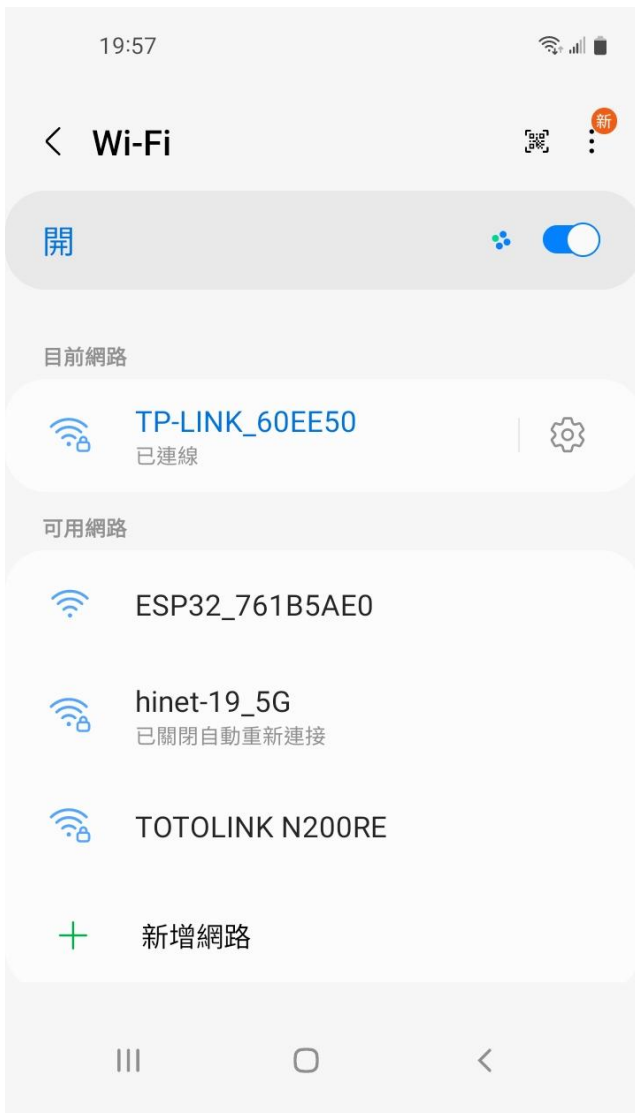 19:57
Wi-Fi
新
開
目前網路
TP-LINK_60EE50
已連線
可用網路
ESP32_761B5AE0
hinet-19_5G
已關閉自動重新連接
TOTOLINK N200RE
新增網路